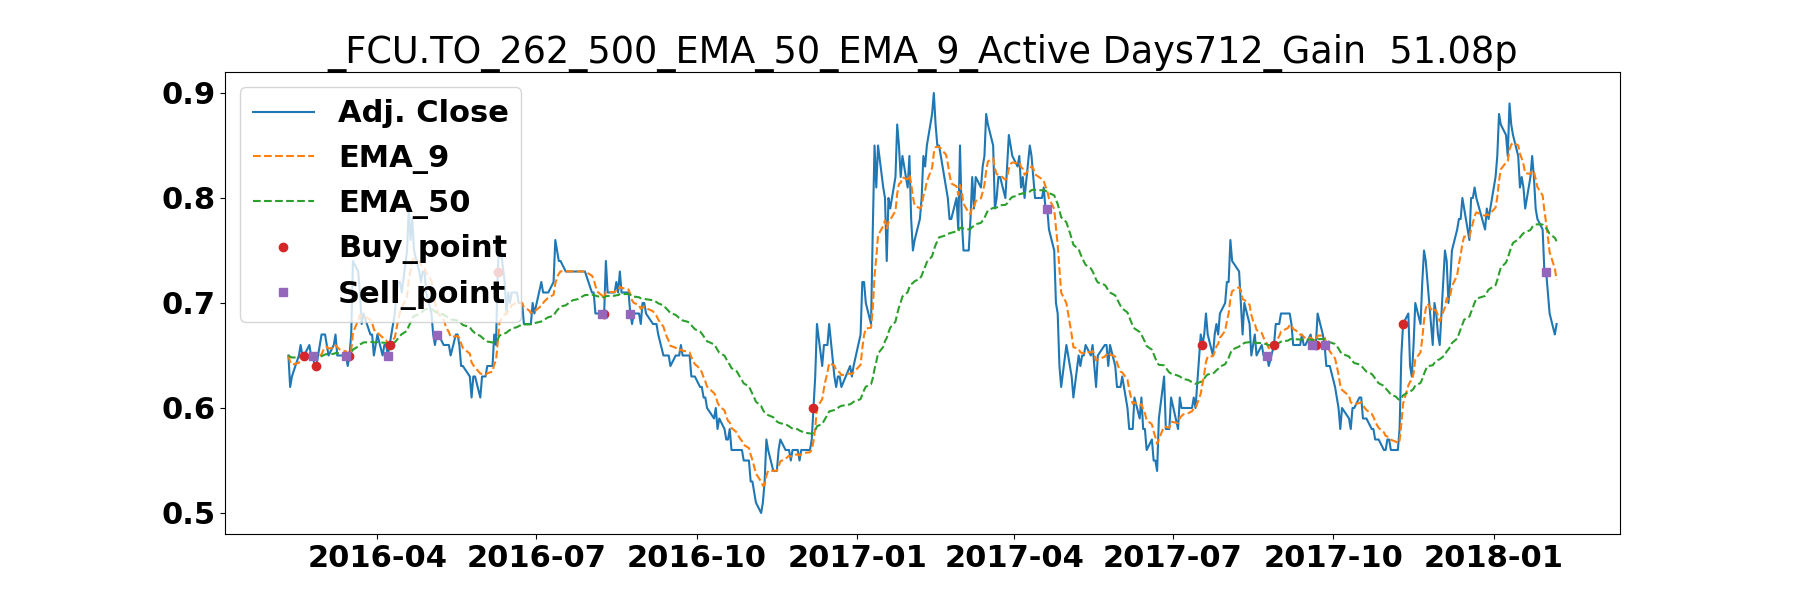 _FCU.TO_262_500_EMA_50_EMA_9_Active Days712_Gain  51.08p
0.9
0.8
0.7
0.6
0.5
Adj. Close
EMA_9
EMA_50
Buy_point
Sell_point
2016-04 2016-07 2016-10 2017-01 2017-04 2017-07 2017-10 2018-01